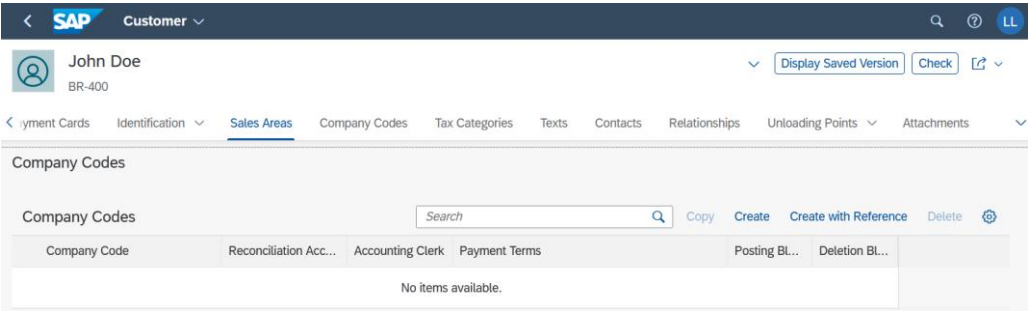 SAP Customer LL
John Doe Display Saved Version Check
BR-400
yment Cards Identification Sales Areas Company Codes Tax Categories Texts Contacts Relationships Unloading Points Attachments
Company Codes
Company Codes Search Copy Create Create with Reference Delete
Company Code Reconciliation Acc... Accounting Clerk Payment Terms Posting Bl... Deletion Bl...
No items available.